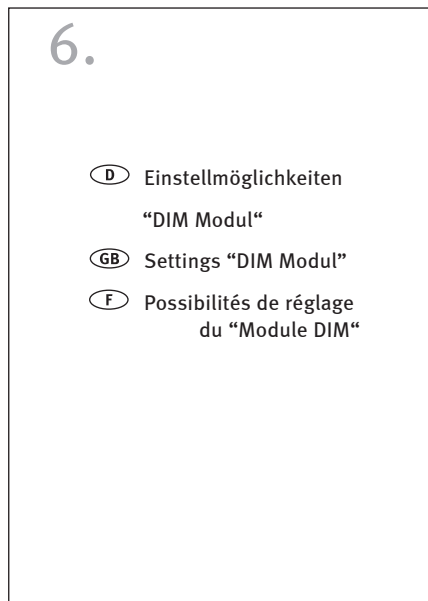 6.
D Einstellmöglichkeiten
“DIM Modul“
GB Settings “DIM Modul”
F Possibilités de réglage
du “Module DIM“